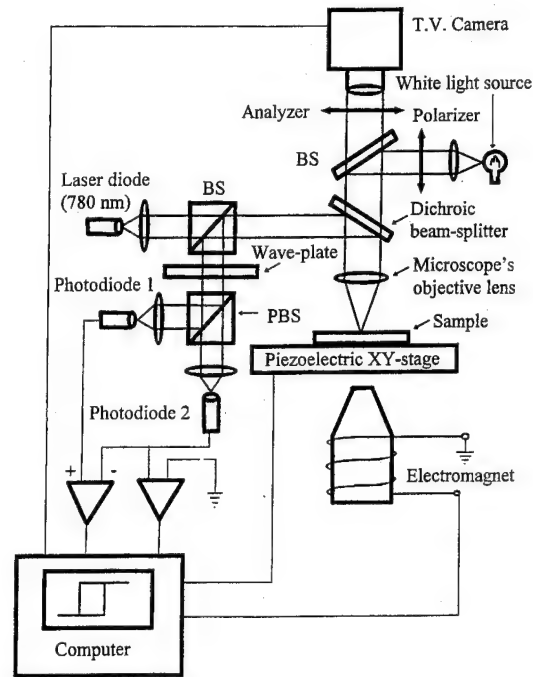 T.V. Camera
White light source
Analyzer
Polarizer
BS
Laser diode
(780 nm)
BS
Dichroic
beam-splitter
Wave-plate
Microscope's
objective lens
Photodiode 1
PBS
Sample
Piezoelectric XY-stage
Photodiode 2
+
-
Electromagnet
Computer